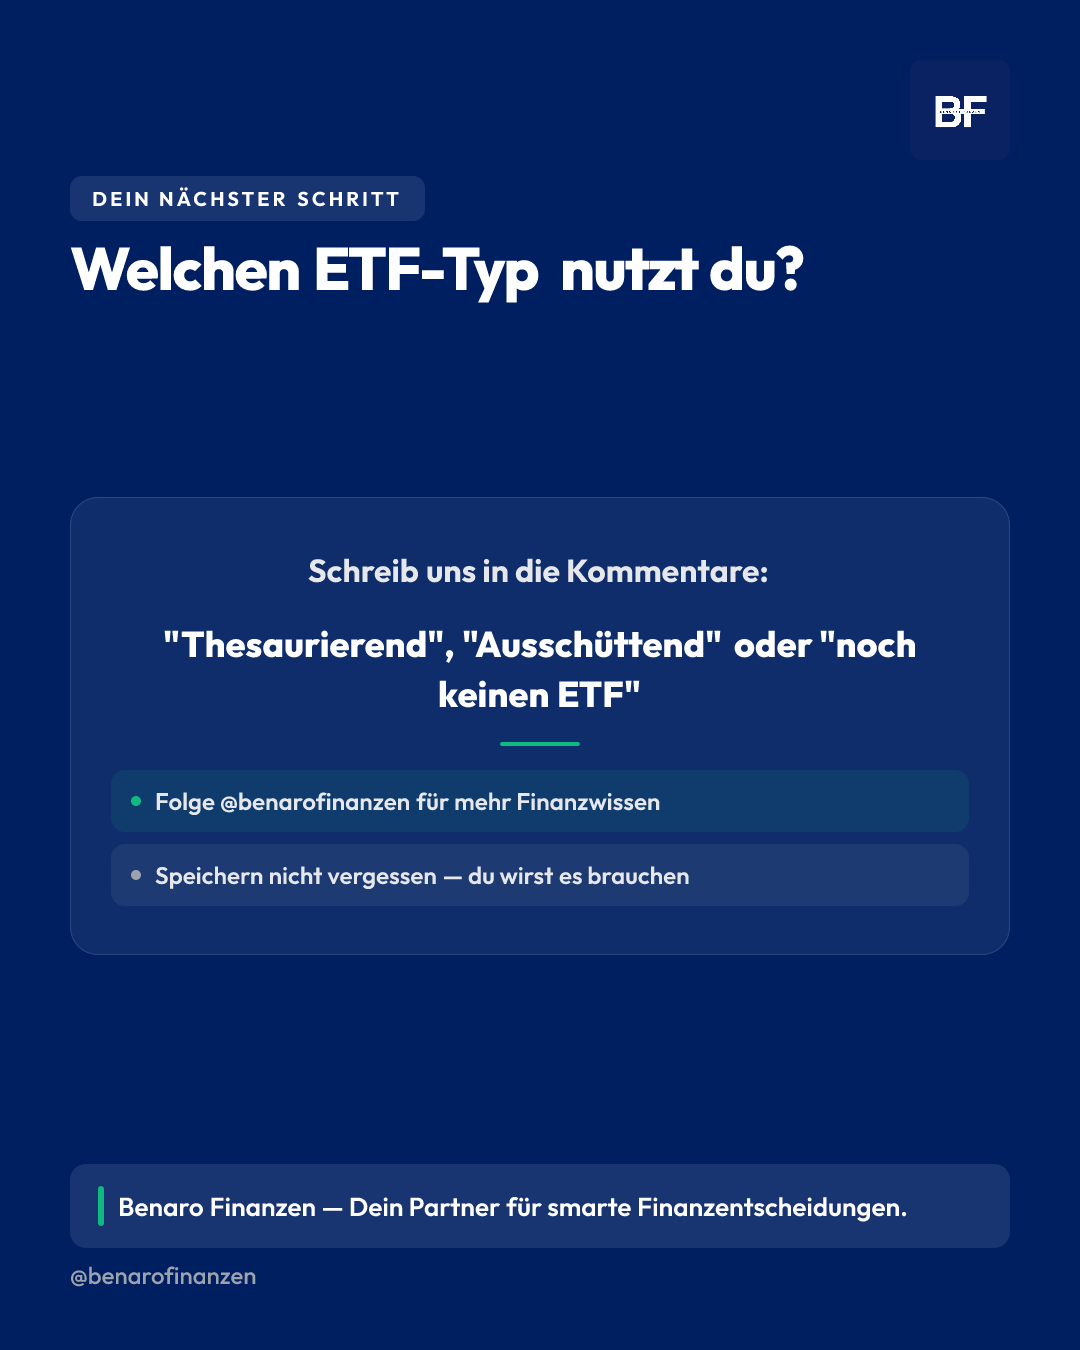 BF
DEIN NÄCHSTER SCHRITT
Welchen ETF-Typ nutzt du?
Schreib uns in die Kommentare:
"Thesaurierend", "Ausschüttend" oder "noch
keinen ETF"
Folge @benarofinanzen für mehr Finanzwissen
Speichern nicht vergessen — du wirst es brauchen
Benaro Finanzen — Dein Partner für smarte Finanzentscheidungen.
@benarofinanzen